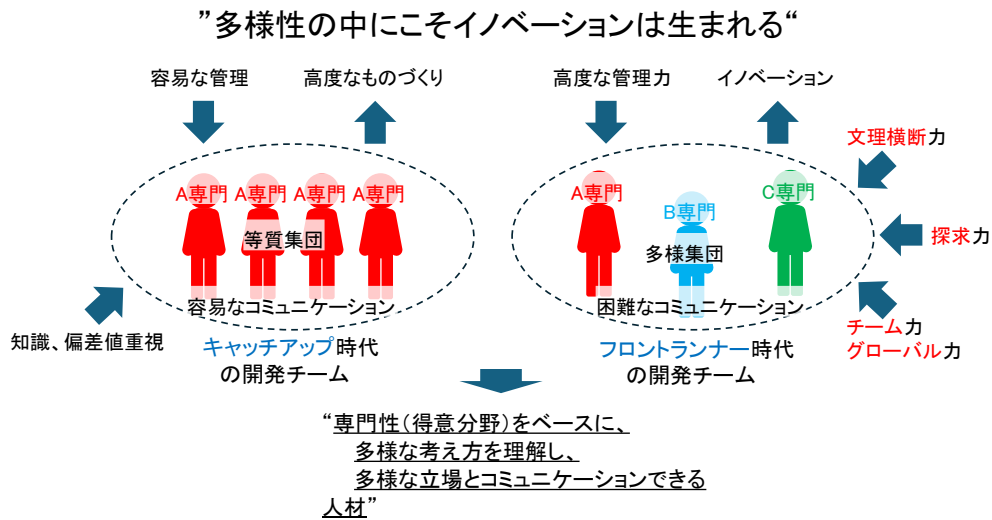 ”多様性の中にこそイノベーションは生まれる“
容易な管理
高度なものづくり
A専門
A専門
A専門
A専門
等質集団
容易なコミュニケーション
知識、偏差値重視
キャッチアップ時代
の開発チーム
高度な管理力
イノベーション
A専門
B専門
C専門
多様集団
困難なコミュニケーション
文理横断力
探求力
チーム力
グローバル力
フロントランナー時代
の開発チーム
“専門性(得意分野)をベースに、
多様な考え方を理解し、
多様な立場とコミュニケーションできる
人材”